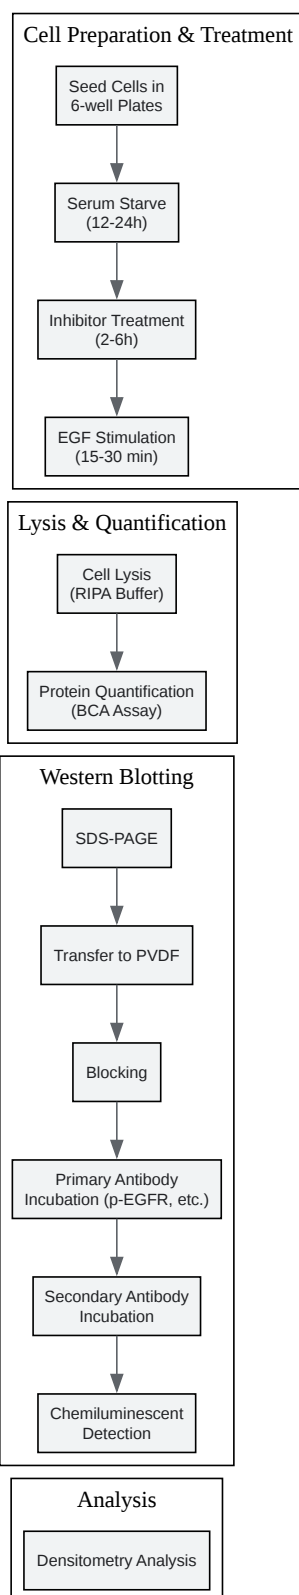 Cell Preparation & Treatment
Seed Cells in
6-well Plates
Serum Starve
(12-24h)
Inhibitor Treatment
(2-6h)
EGF Stimulation
(15-30 min)
Lysis & Quantification
Cell Lysis
(RIPA Buffer)
Protein Quantification
(BCA Assay)
Western Blotting
SDS-PAGE
Transfer to PVDF
Blocking
Primary Antibody
Incubation (p-EGFR, etc.)
Secondary Antibody
Incubation
Chemiluminescent
Detection
Analysis
Densitometry Analysis